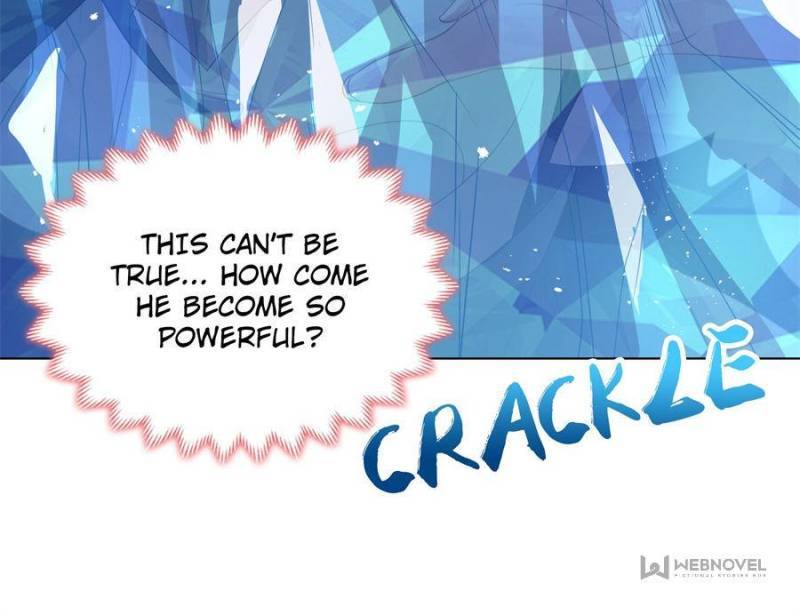 THIS CAN'T BE
TRUE... HOW COME
HE BECOME SO
POWERFUL?
CRACKLE
WEBNOVEL